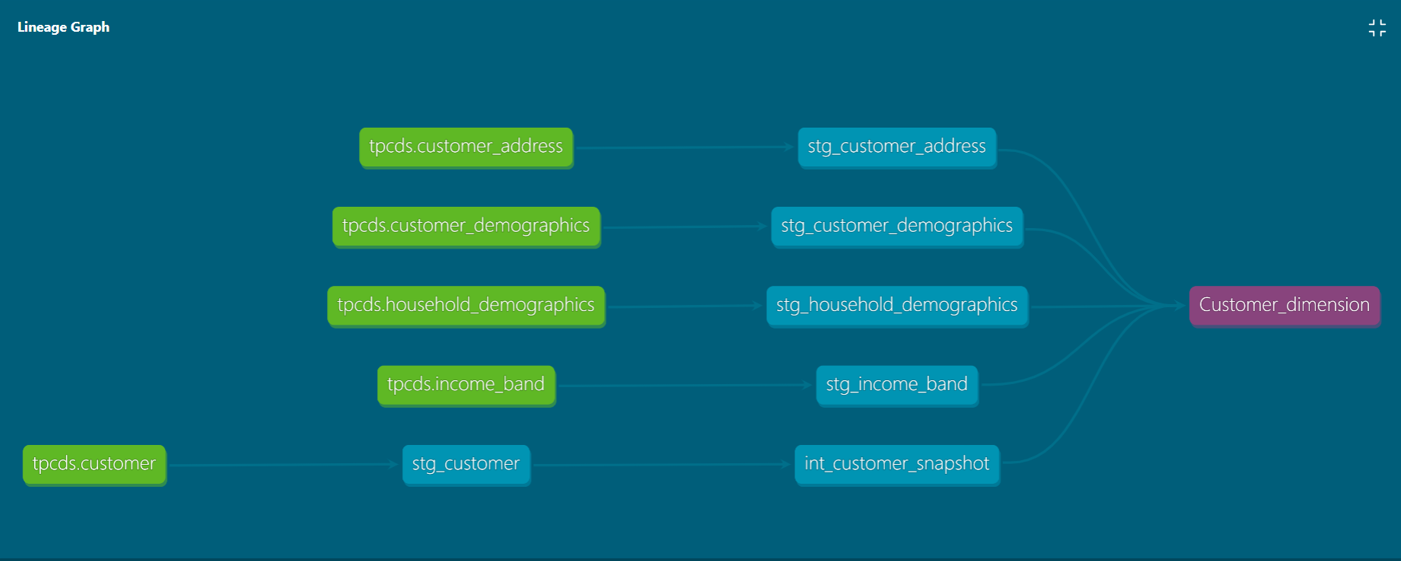 Lineage Graph
tpcds.customer_address
stg_customer_address
tpcds.customer_demographics
stg_customer_demographics
tpcds.household_demographics
stg_household_demographics
Customer_dimension
tpcds.income_band
stg_income_band
tpcds.customer
stg_customer
int_customer_snapshot